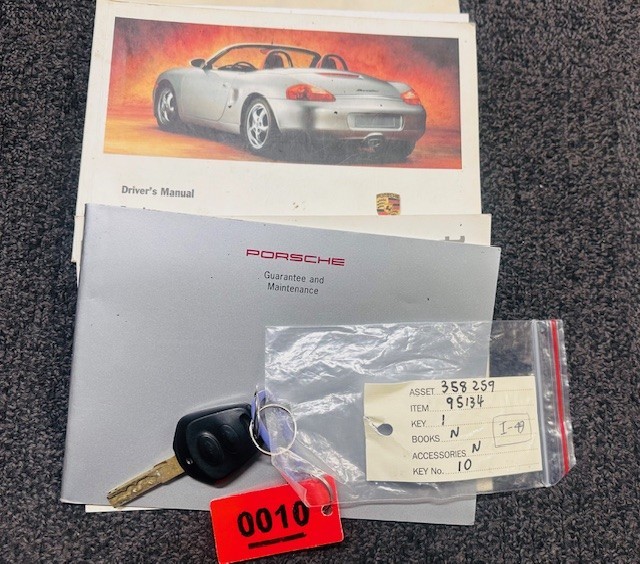 Driver's Manual
PORSCHE
Guarantee and
Maintenance
ASSET 358 259
ITEM 95134
KEY 1
BOOKS N
ACCESSORIES N
KEY No. 10
0010